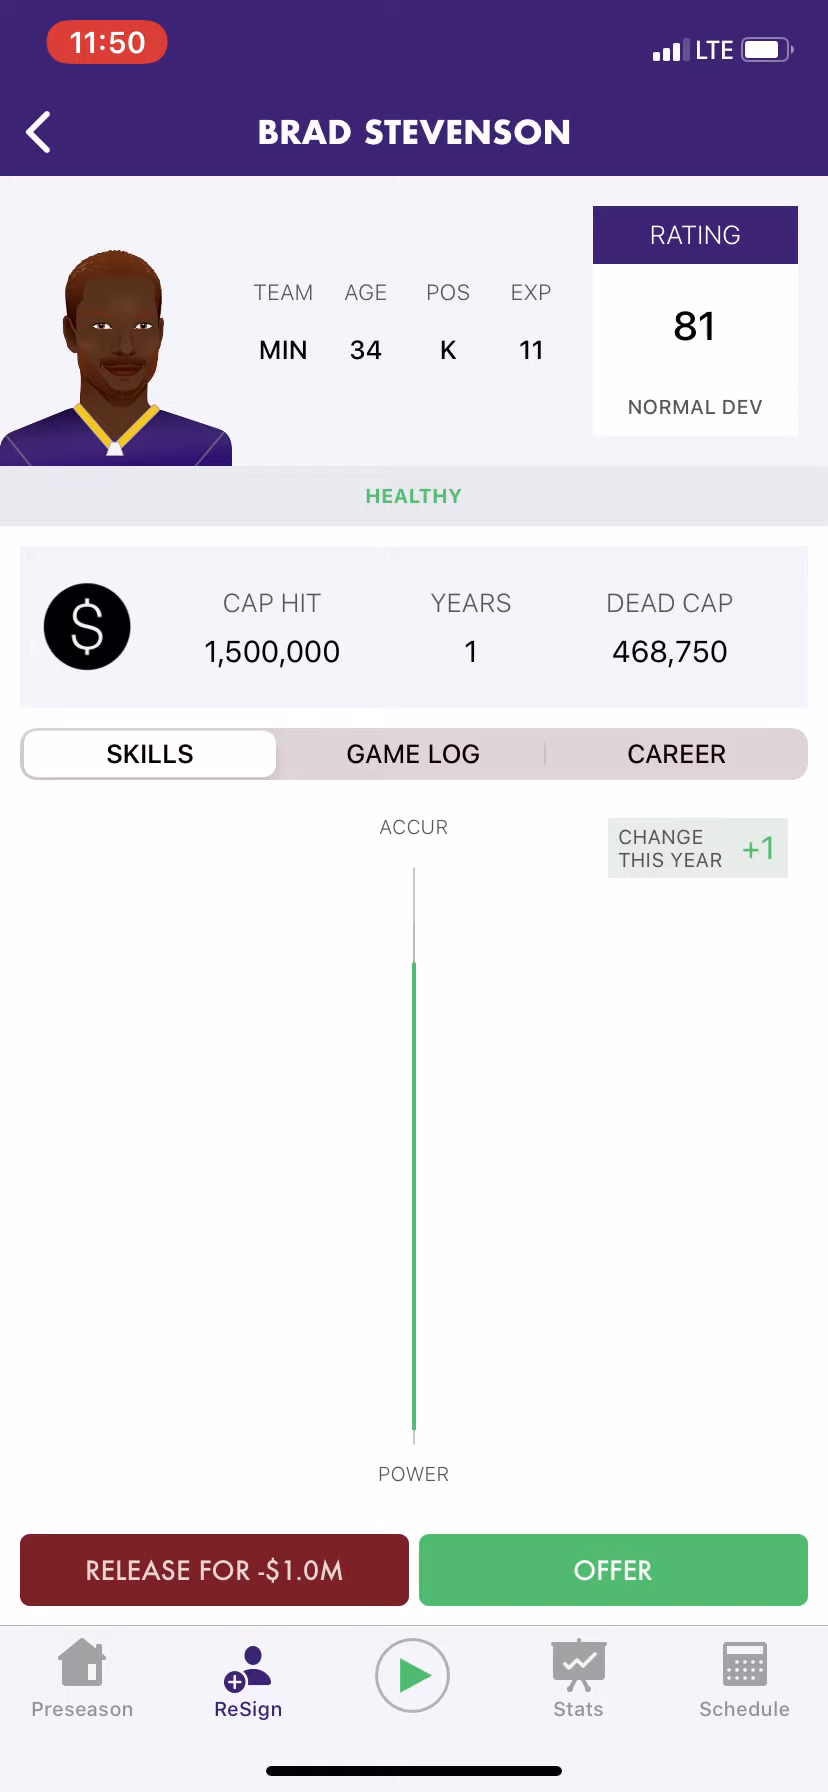 11:50
LTE
BRAD STEVENSON
RATING
TEAM AGE POS EXP
81
MIN 34 K 11
NORMAL DEV
HEALTHY
$
CAP HIT YEARS DEAD CAP
1,500,000 1 468,750
SKILLS GAME LOG CAREER
ACCUR
CHANGE
THIS YEAR +1
POWER
RELEASE FOR -$1.0M OFFER
Preseason ReSign Stats Schedule